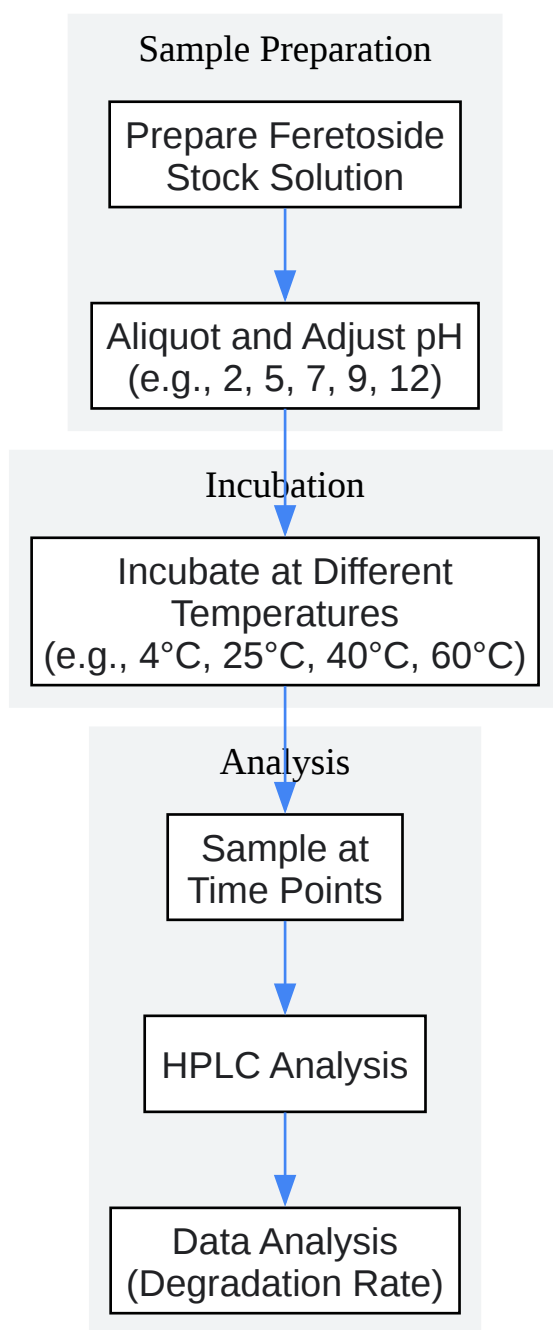 Sample Preparation
Prepare Feretoside
Stock Solution
Aliquot and Adjust pH
(e.g., 2, 5, 7, 9, 12)
Incubation
Incubate at Different
Temperatures
(e.g., 4°C, 25°C, 40°C, 60°C)
Analysis
Sample at
Time Points
HPLC Analysis
Data Analysis
(Degradation Rate)